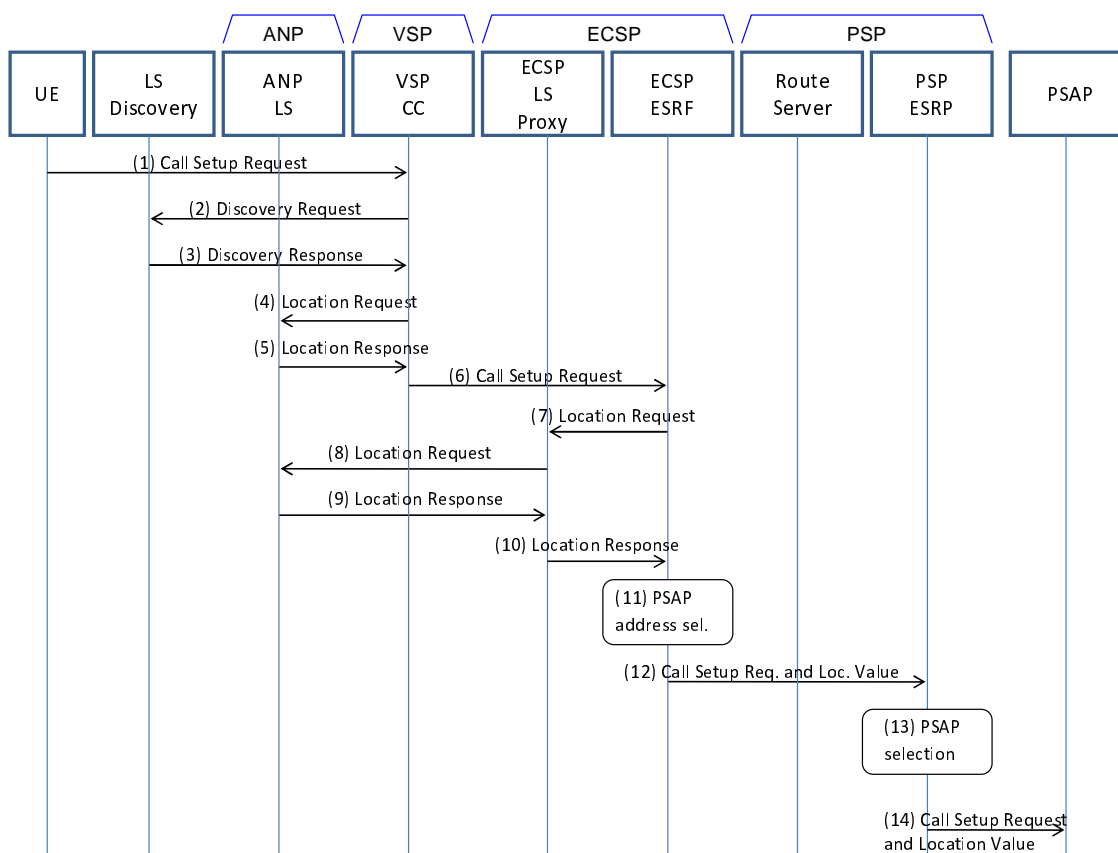 ANP
VSP
ECSP
PSP
UE
LS
Discovery
ANP
LS
VSP
CC
ECSP
LS
Proxy
ECSP
ESRF
Route
Server
PSP
ESRP
PSAP
(1) Call Setup Request
(2) Discovery Request
(3) Discovery Response
(4) Location Request
(5) Location Response
(6) Call Setup Request
(7) Location Request
(8) Location Request
(9) Location Response
(10) Location Response
(11) PSAP
address sel.
(12) Call Setup Req. and Loc. Value
(13) PSAP
selection
(14) Call Setup Request
and Location Value